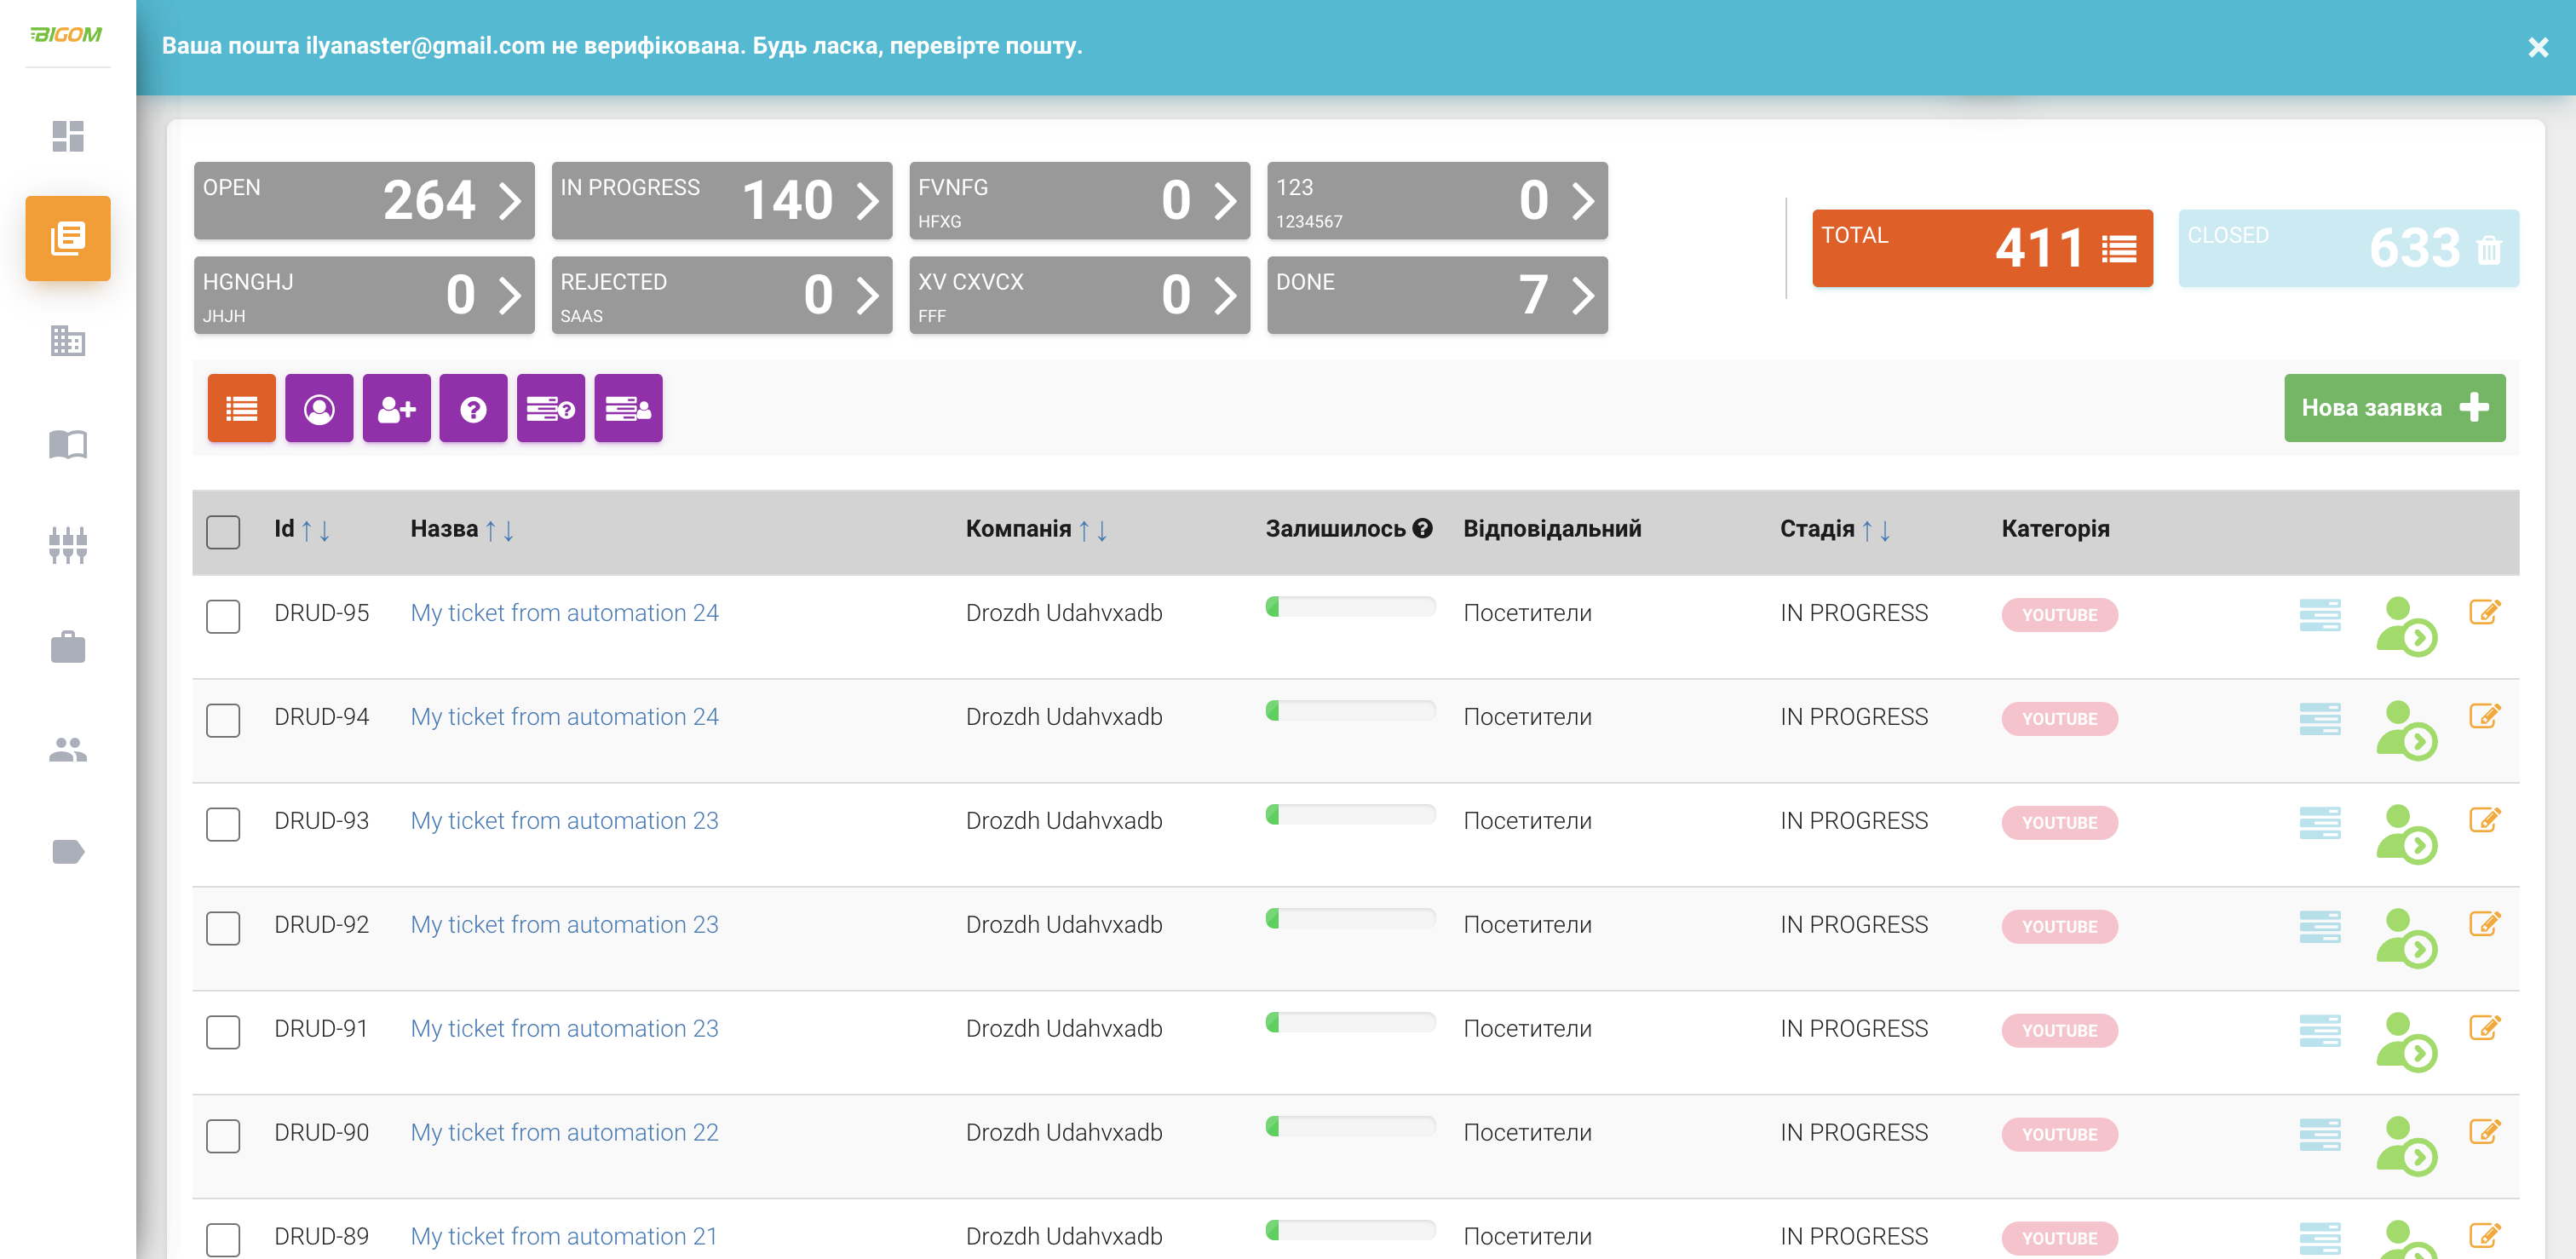 BIGOM
Ваша пошта ilyanaster@gmail.com не верифікована. Будь ласка, перевірте пошту.
OPEN 264
IN PROGRESS 140
FVNFG 0
HFXG
123 0
1234567
HGNGHJ 0
JHJH
REJECTED 0
SAAS
XV CXVCX 0
FFF
DONE 7
TOTAL 411
CLOSED 633
Нова заявка
Id Назва Компанія Залишилось Відповідальний Стадія Категорія
DRUD-95 My ticket from automation 24 Drozdh Udahvxadb Посетители IN PROGRESS YOUTUBE
DRUD-94 My ticket from automation 24 Drozdh Udahvxadb Посетители IN PROGRESS YOUTUBE
DRUD-93 My ticket from automation 23 Drozdh Udahvxadb Посетители IN PROGRESS YOUTUBE
DRUD-92 My ticket from automation 23 Drozdh Udahvxadb Посетители IN PROGRESS YOUTUBE
DRUD-91 My ticket from automation 23 Drozdh Udahvxadb Посетители IN PROGRESS YOUTUBE
DRUD-90 My ticket from automation 22 Drozdh Udahvxadb Посетители IN PROGRESS YOUTUBE
DRUD-89 My ticket from automation 21 Drozdh Udahvxadb Посетители IN PROGRESS YOUTUBE